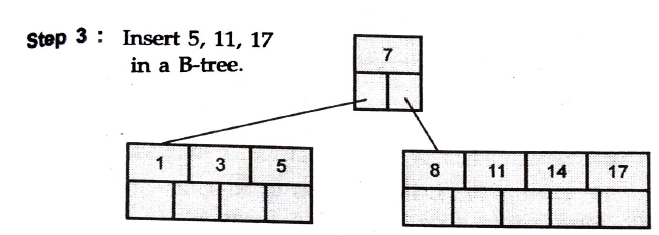 Step 3 : Insert 5, 11, 17
in a B-tree.
7
1 3 5
8 11 14 17